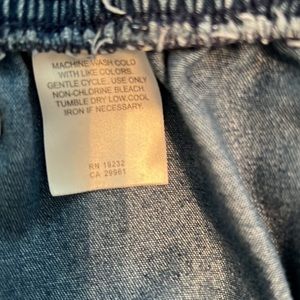 MACHINE WASH COLD
WITH LIKE COLORS.
GENTLE CYCLE, USE ONLY
NON-CHLORINE BLEACH.
TUMBLE DRY LOW, COOL
IRON IF NECESSARY.
RN 19232
CA 29961